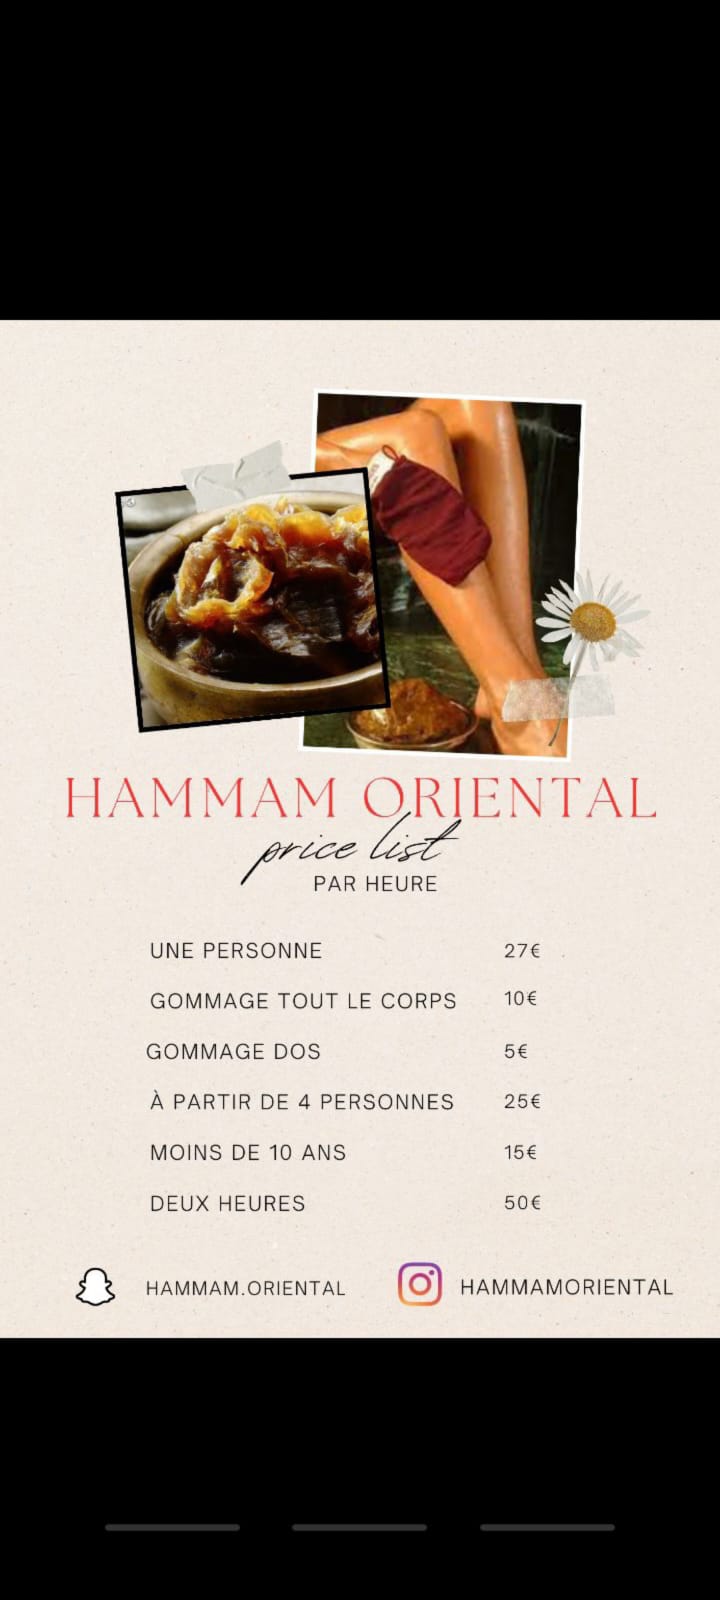 HAMMAM ORIENTAL
price list
PAR HEURE
UNE PERSONNE 27€
GOMMAGE TOUT LE CORPS 10€
GOMMAGE DOS 5€
À PARTIR DE 4 PERSONNES 25€
MOINS DE 10 ANS 15€
DEUX HEURES 50€
HAMMAM.ORIENTAL HAMMAMORIENTAL